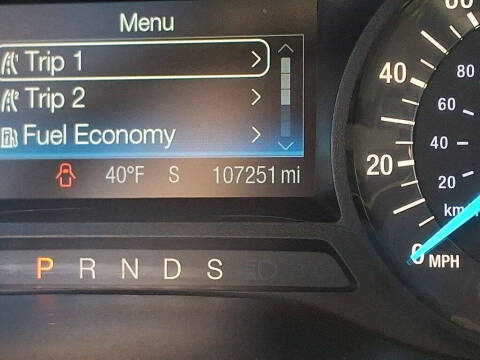 Menu
Trip 1
Trip 2
Fuel Economy
40°F S 107251 mi
P R N D S
60
40
20
0 MPH
80
60
40
20
km/